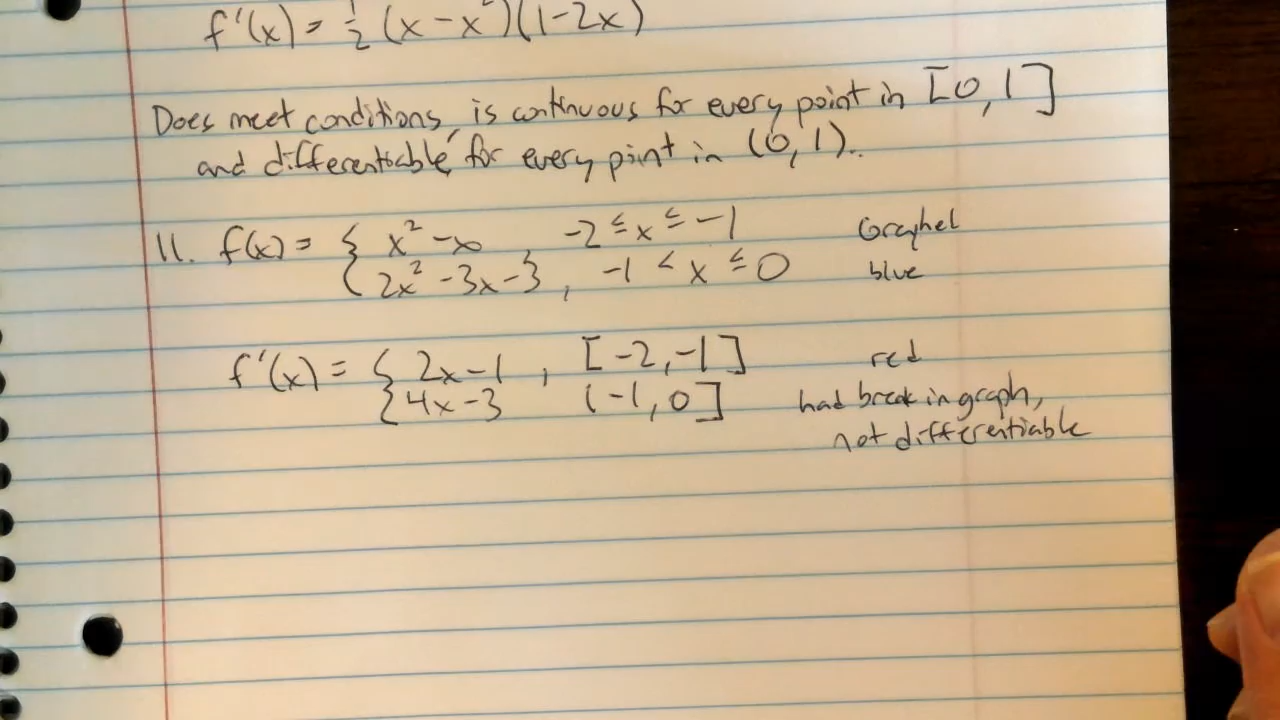 f'(x) = 1/2 (x - x²)(1-2x)
Does meet conditions, is continuous for every point in [0,1]
and differentiable for every point in (0,1).
11. f(x) = { x² - x , -2 ≤ x ≤ -1 Graphed
{ 2x² - 3x - 3 , -1 < x ≤ 0 blue
f'(x) = { 2x-1 , [-2,-1] red
{ 4x-3 (-1,0] had break in graph,
not differentiable